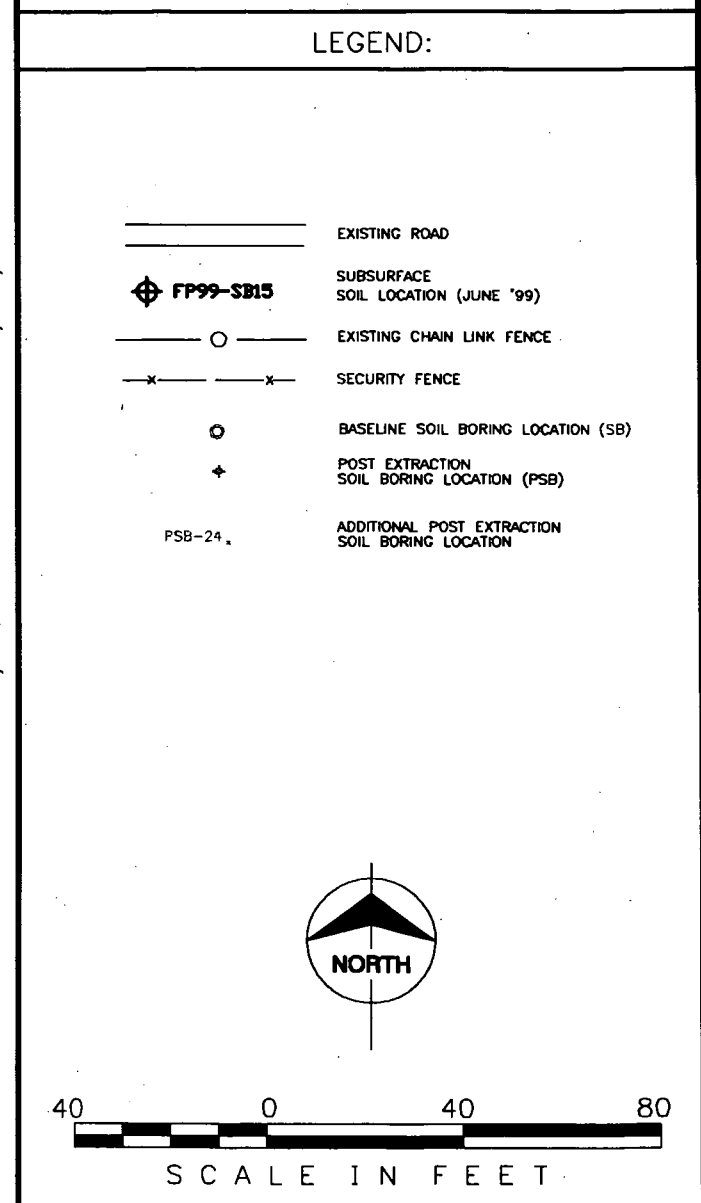 LEGEND:
EXISTING ROAD
FP99-SB15
SUBSURFACE
SOIL LOCATION (JUNE '99)
EXISTING CHAIN LINK FENCE
SECURITY FENCE
BASELINE SOIL BORING LOCATION (SB)
POST EXTRACTION
SOIL BORING LOCATION (PSB)
PSB-24
ADDITIONAL POST EXTRACTION
SOIL BORING LOCATION
NORTH
40 0 40 80
SCALE IN FEET